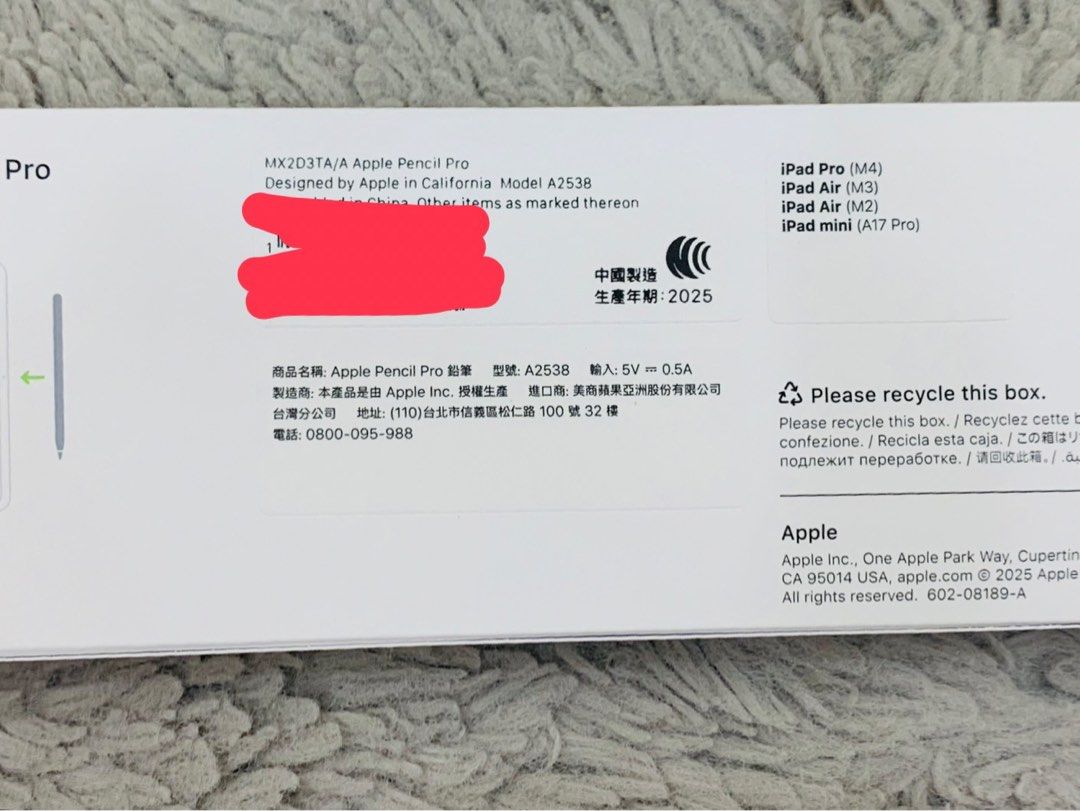 Pro
MX2D3TA/A Apple Pencil Pro
Designed by Apple in California Model A2538
in China Other items as marked thereon
1
中國製造
生產年期:2025
商品名稱: Apple Pencil Pro 鉛筆 型號: A2538 輸入: 5V ⎓ 0.5A
製造商: 本產品是由 Apple Inc. 授權生產 進口商: 美商蘋果亞洲股份有限公司
台灣分公司 地址: (110)台北市信義區松仁路 100 號 32 樓
電話: 0800-095-988
iPad Pro (M4)
iPad Air (M3)
iPad Air (M2)
iPad mini (A17 Pro)
Please recycle this box.
Please recycle this box. / Recyclez cette
confezione. / Recicla esta caja. / この箱は
подлежит переработке. / 请回收此箱。/
Apple
Apple Inc., One Apple Park Way, Cupertin
CA 95014 USA, apple.com © 2025 Apple
All rights reserved. 602-08189-A